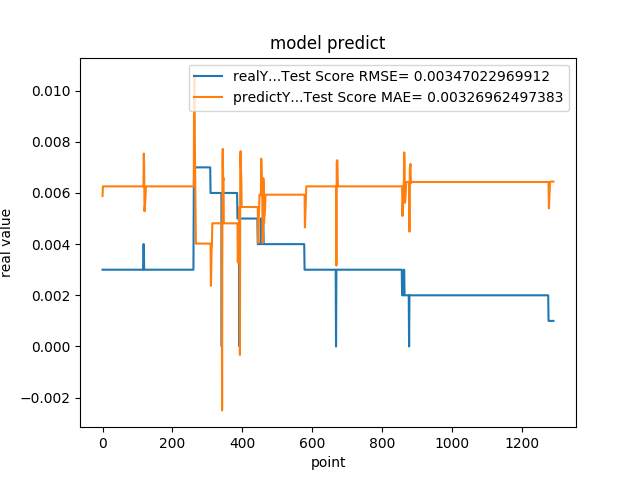 model predict
realY...Test Score RMSE= 0.00347022969912
predictY...Test Score MAE= 0.00326962497383
0.010
0.008
0.006
0.004
0.002
0.000
−0.002
real value
0 200 400 600 800 1000 1200
point